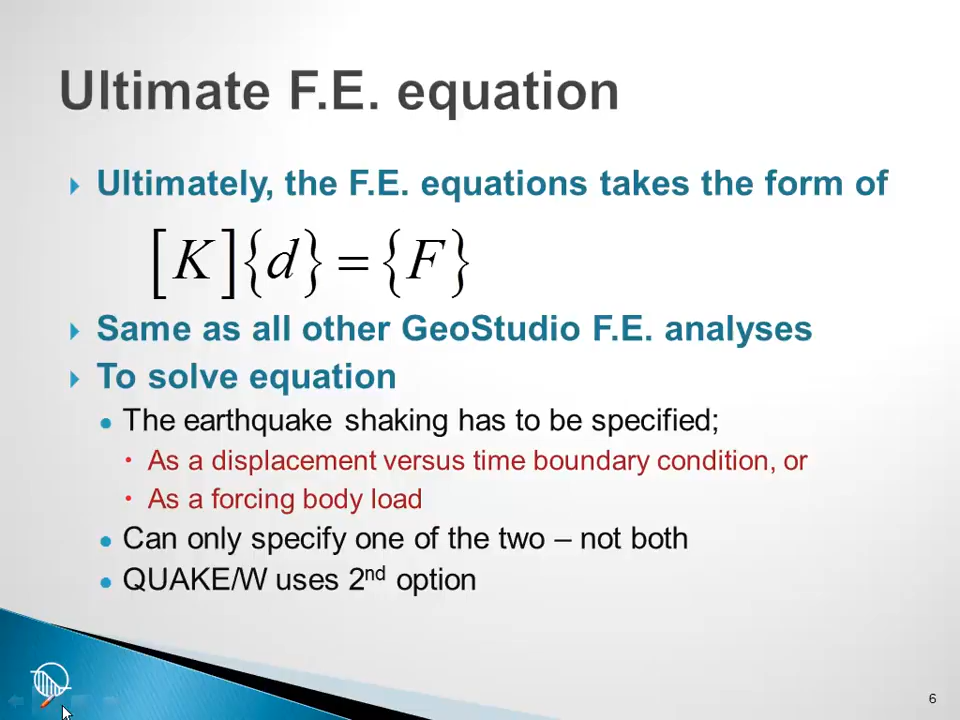 Ultimate F.E. equation
Ultimately, the F.E. equations takes the form of
[K]{d}={F}
Same as all other GeoStudio F.E. analyses
To solve equation
The earthquake shaking has to be specified;
As a displacement versus time boundary condition, or
As a forcing body load
Can only specify one of the two – not both
QUAKE/W uses 2nd option
6